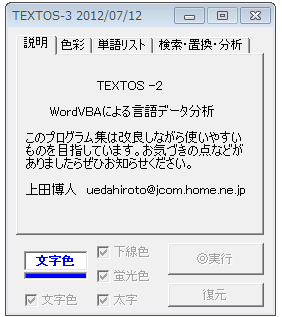 TEXTOS-3 2012/07/12
説明 色彩 単語リスト 検索・置換・分析
TEXTOS -2
WordVBAによる言語データ分析
このプログラム集は改良しながら使いやすい
ものを目指しています。お気づきの点などが
ありましたらぜひお知らせください。
上田博人 uedahiroto@jcom.home.ne.jp
文字色
下線色
◎実行
蛍光色
文字色
太字
復元